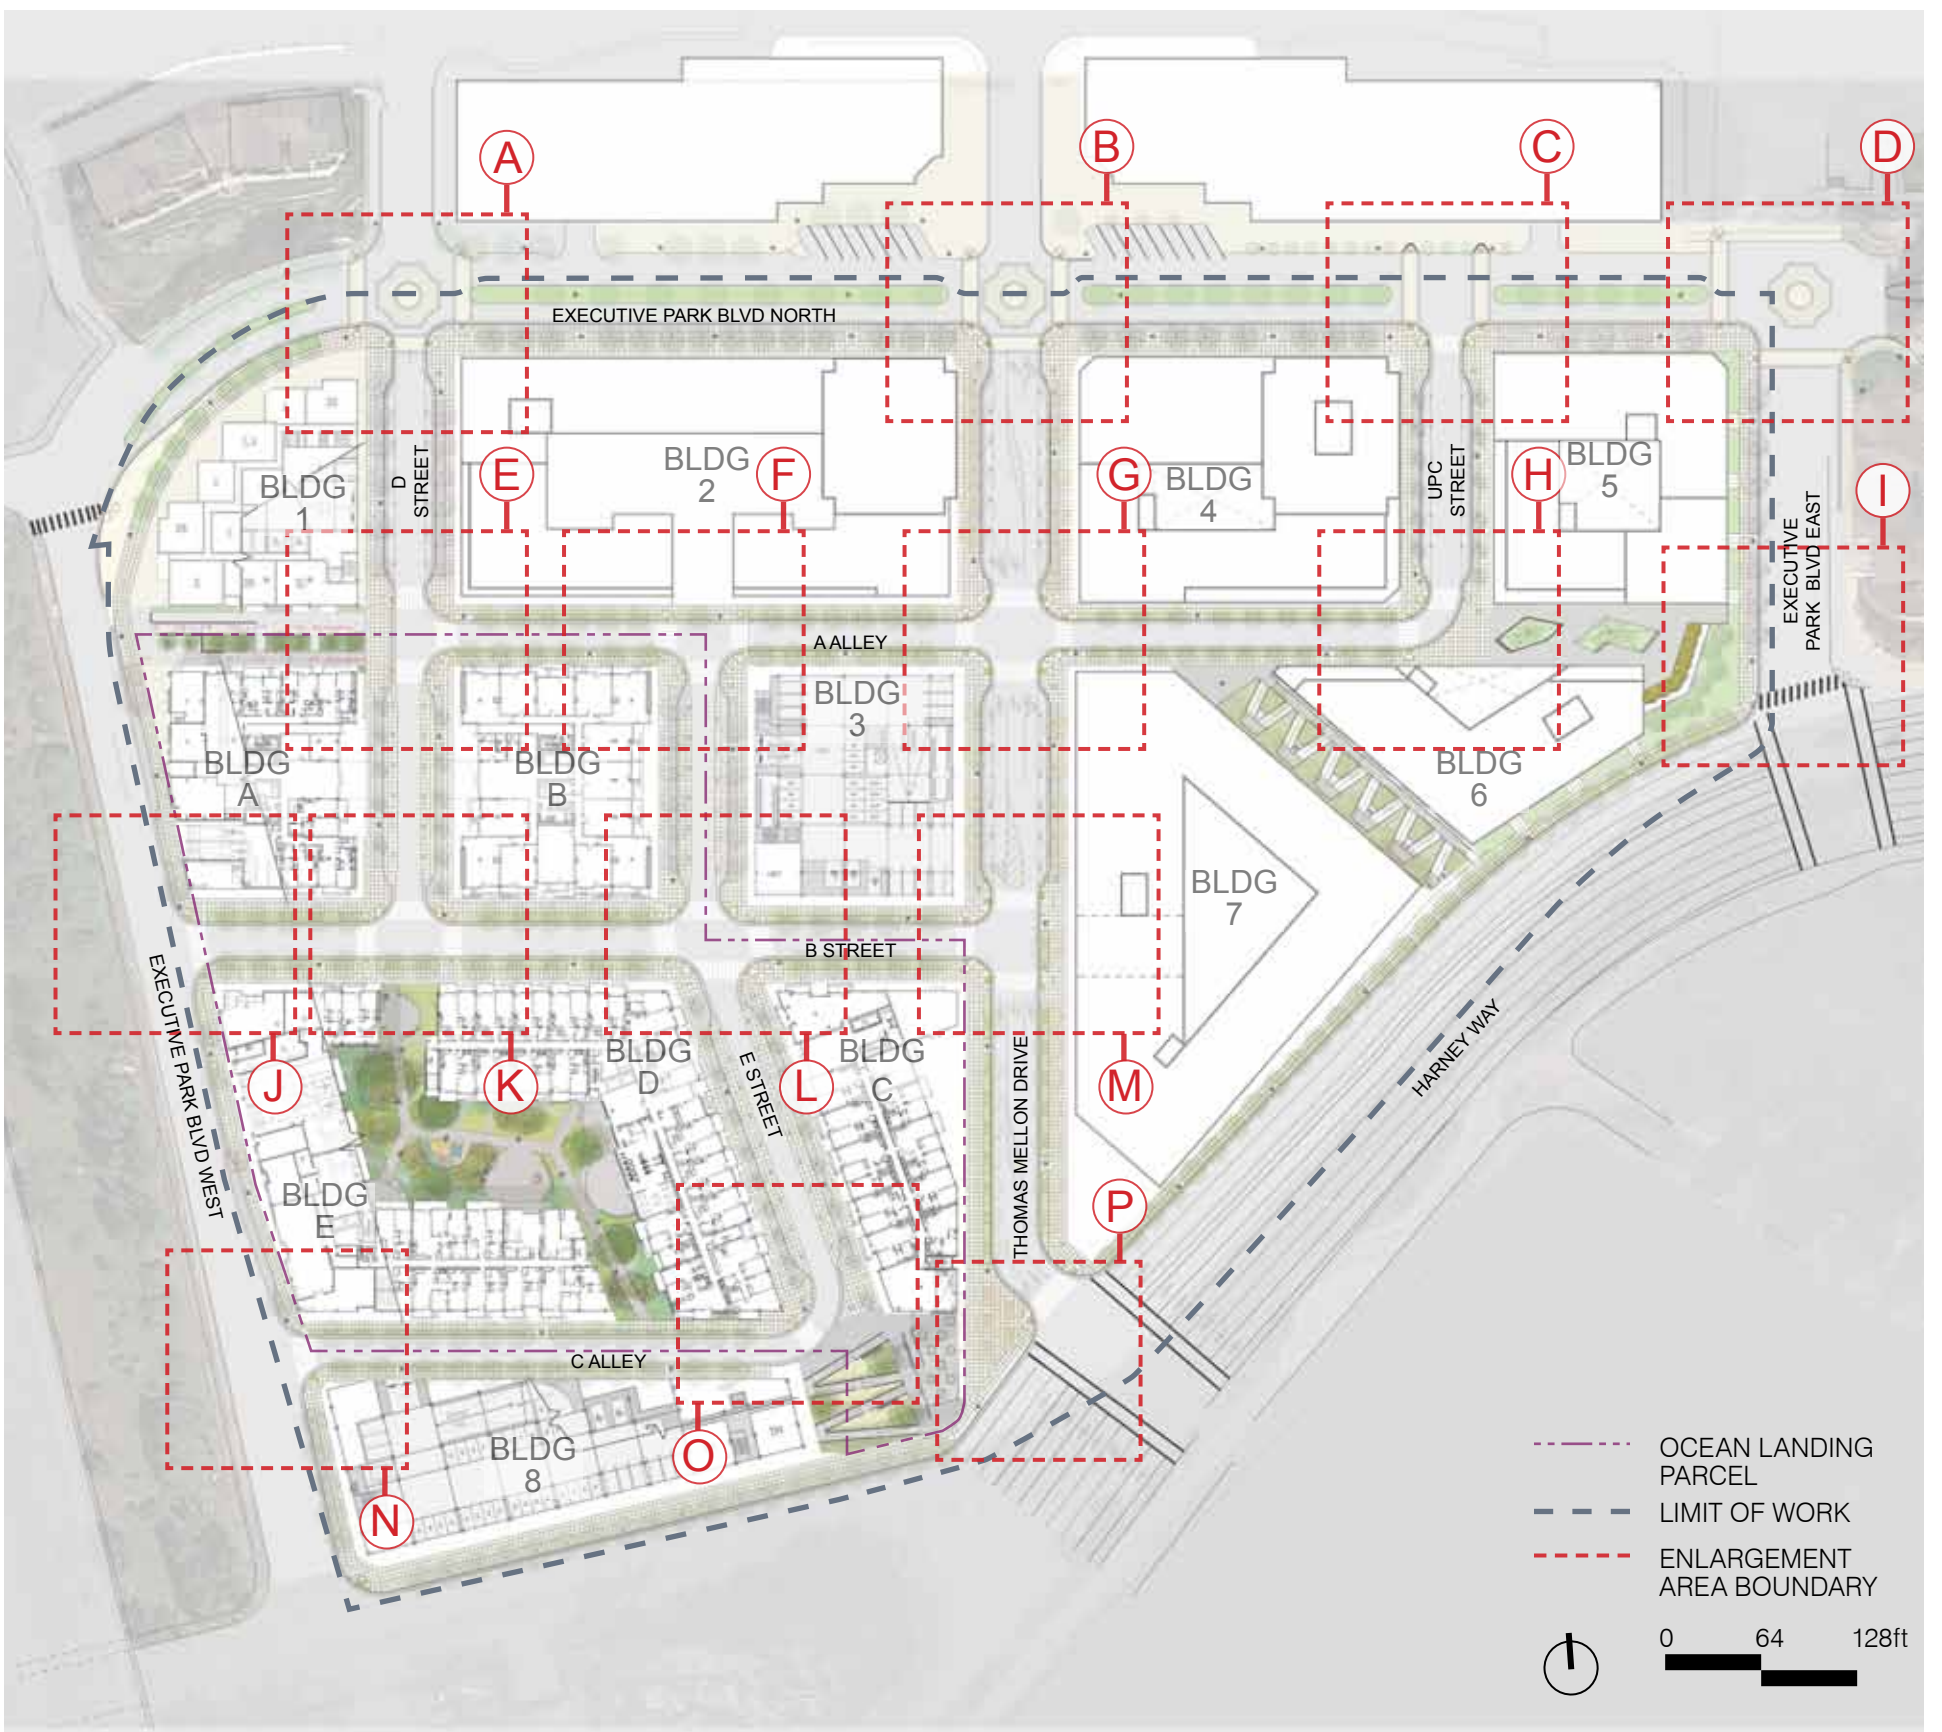 A
B
C
D
EXECUTIVE PARK BLVD NORTH
D
STREET
E
BLDG
2
F
G
BLDG
4
UPC
STREET
H
BLDG
5
I
BLDG
1
EXECUTIVE
PARK BLVD EAST
A ALLEY
BLDG
3
BLDG
A
BLDG
B
BLDG
6
BLDG
7
B STREET
EXECUTIVE PARK BLVD WEST
J
K
BLDG
D
E STREET
L
BLDG
C
THOMAS MELLON DRIVE
M
HARNEY WAY
BLDG
E
P
C ALLEY
BLDG
8
O
N
OCEAN LANDING
PARCEL
LIMIT OF WORK
ENLARGEMENT
AREA BOUNDARY
0 64 128ft